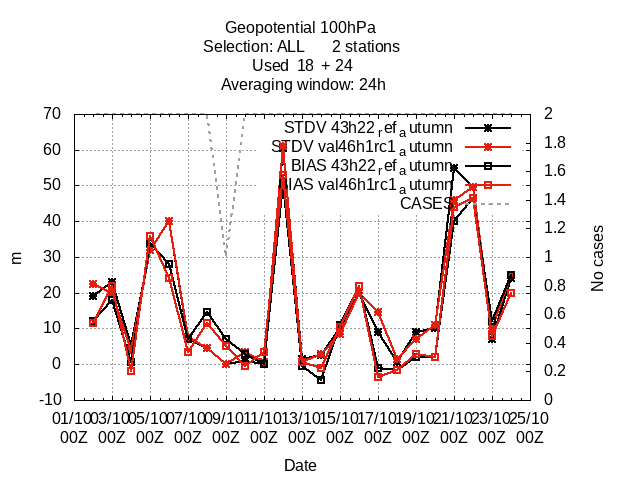 Geopotential 100hPa
Selection: ALL 2 stations
Used 18 + 24
Averaging window: 24h
70 2
60 1.8
50 1.6
40 1.4
30 1.2
20 1
10 0.8
0 0.6
-10 0.4
0.2
0
STDV 43h22_ref_autumn
STDV val46h1rc1_autumn
BIAS 43h22_ref_autumn
BIAS val46h1rc1_autumn
CASES
m
No cases
01/10 03/10 05/10 07/10 09/10 11/10 13/10 15/10 17/10 19/10 21/10 23/10 25/10
00Z 00Z 00Z 00Z 00Z 00Z 00Z 00Z 00Z 00Z 00Z 00Z 00Z
Date